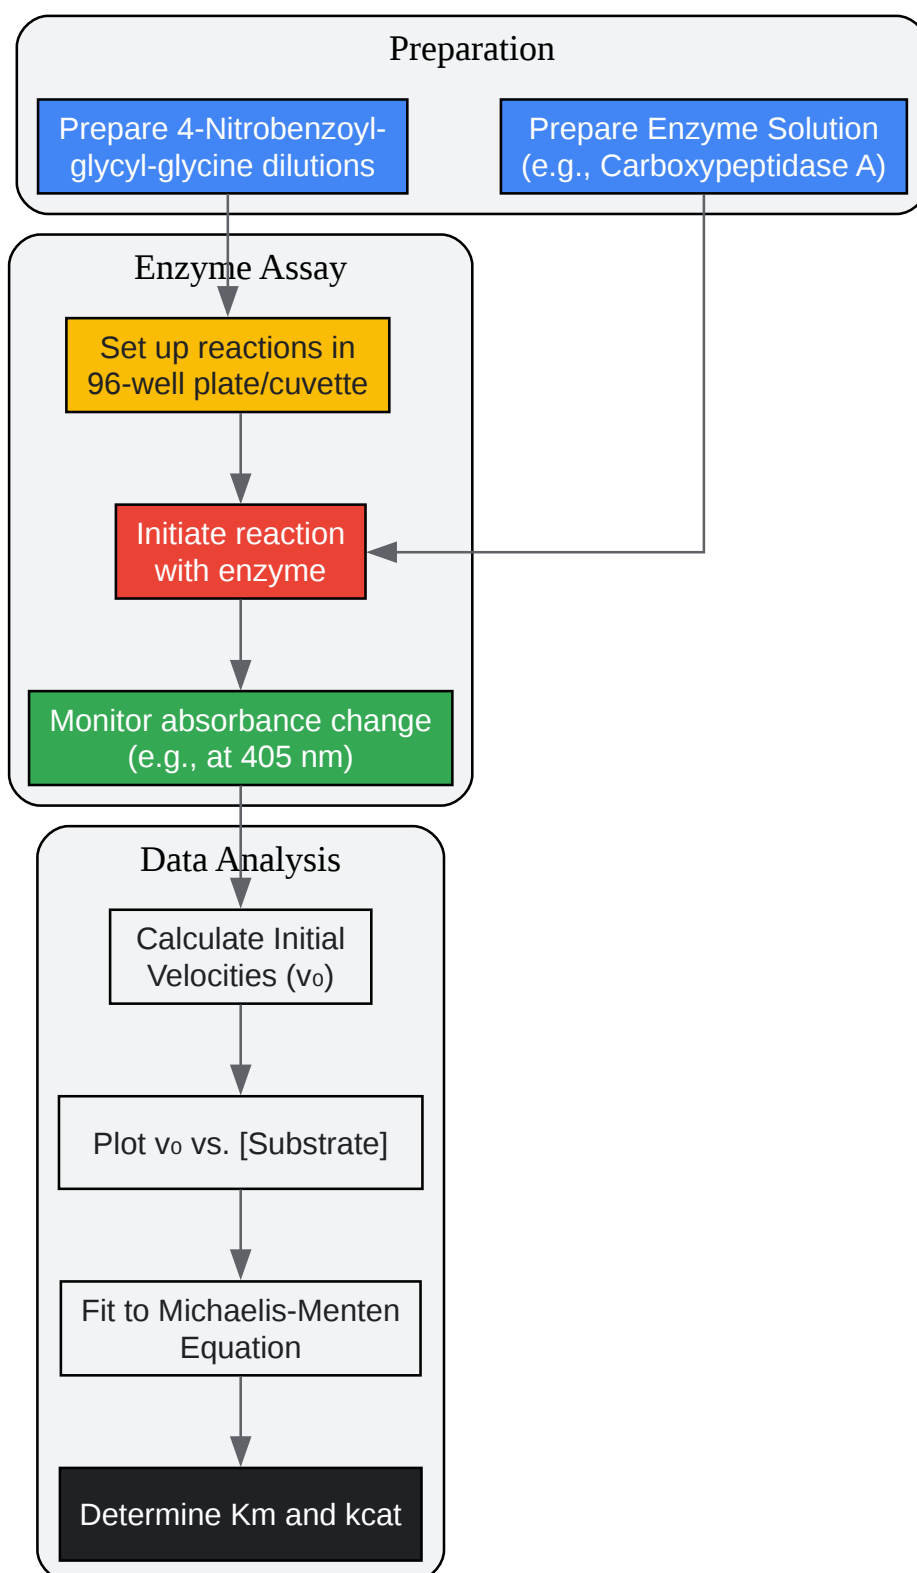 Preparation
Prepare 4-Nitrobenzoyl-
glycyl-glycine dilutions
Prepare Enzyme Solution
(e.g., Carboxypeptidase A)
Enzyme Assay
Set up reactions in
96-well plate/cuvette
Initiate reaction
with enzyme
Monitor absorbance change
(e.g., at 405 nm)
Data Analysis
Calculate Initial
Velocities (v₀)
Plot v₀ vs. [Substrate]
Fit to Michaelis-Menten
Equation
Determine Km and kcat